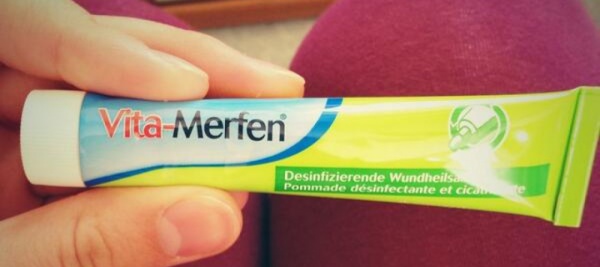 Vita-Merfen®
Desinfizierende
Pommade désinfectante et